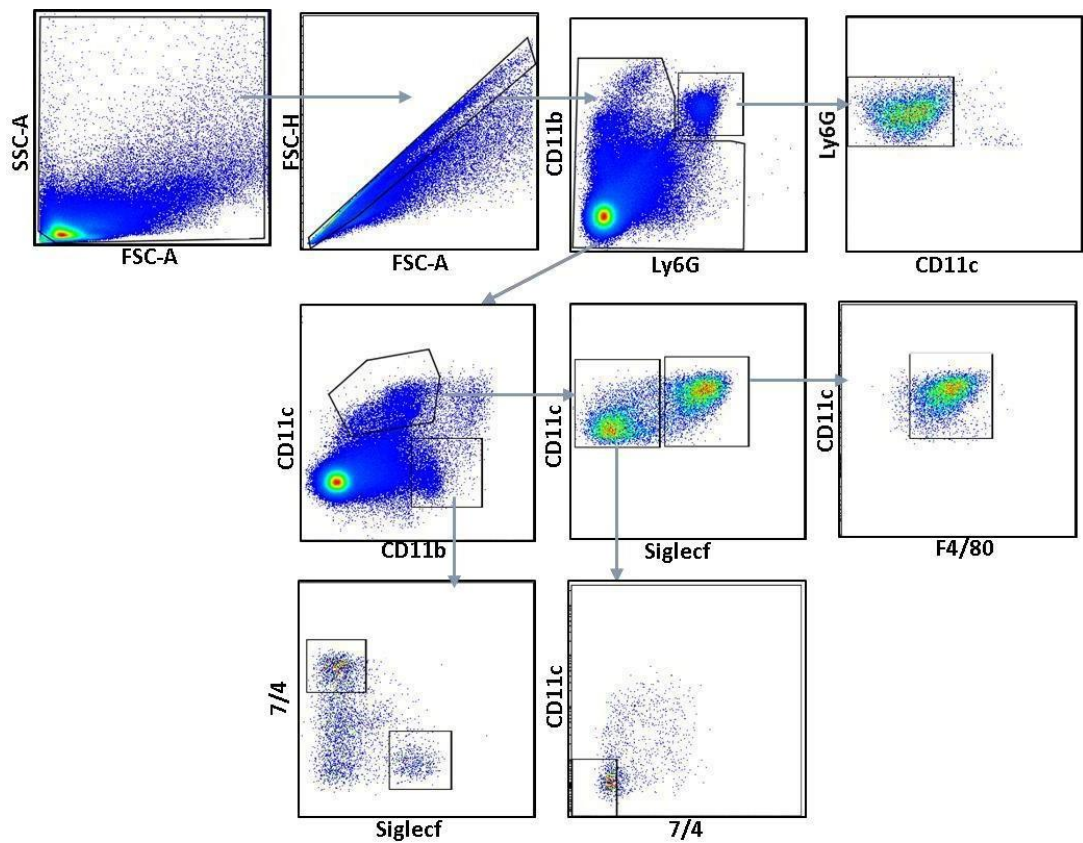 SSC-A
FSC-A
FSC-H
FSC-A
CD11b
Ly6G
Ly6G
CD11c
CD11c
CD11b
CD11c
Siglecf
CD11c
F4/80
7/4
Siglecf
CD11c
7/4